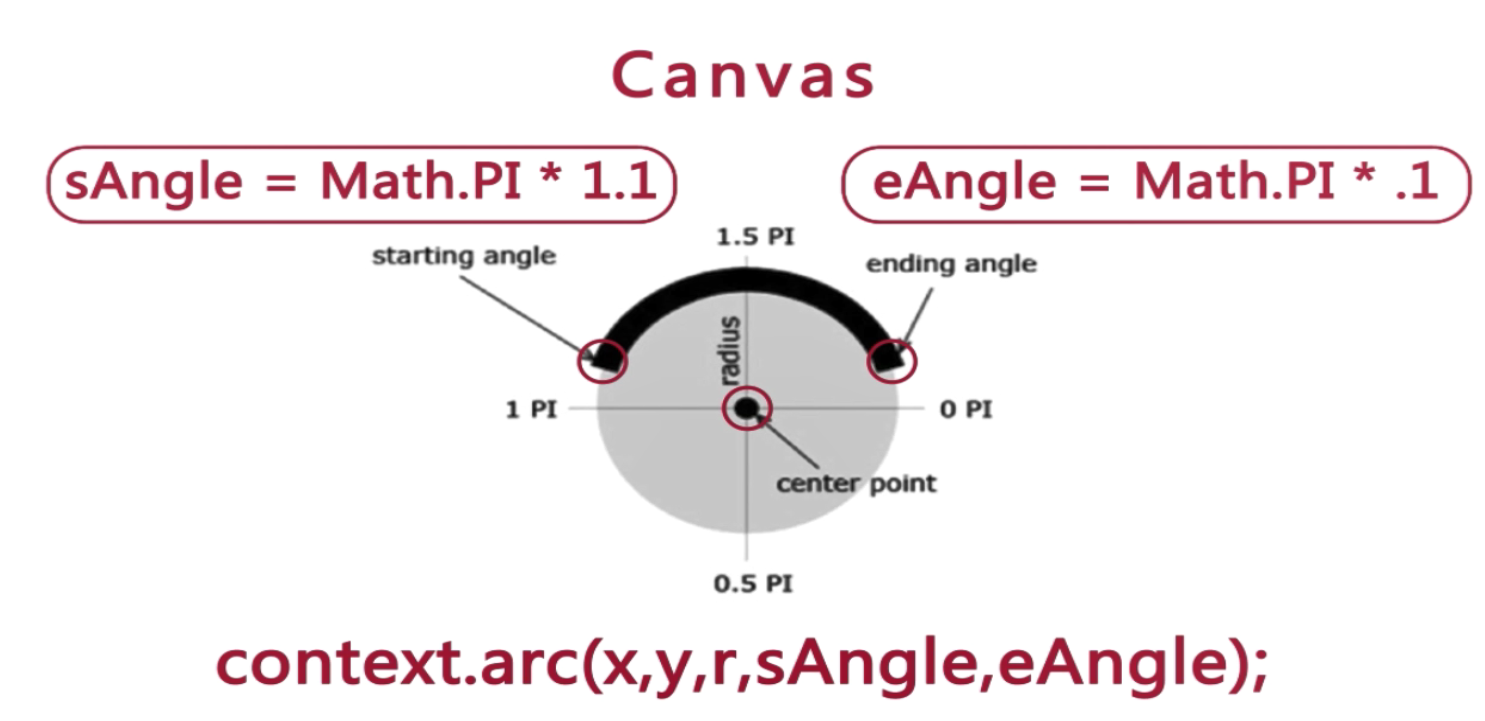 Canvas
sAngle = Math.PI * 1.1
eAngle = Math.PI * .1
1.5 PI
starting angle
ending angle
radius
1 PI
0 PI
center point
0.5 PI
context.arc(x,y,r,sAngle,eAngle);